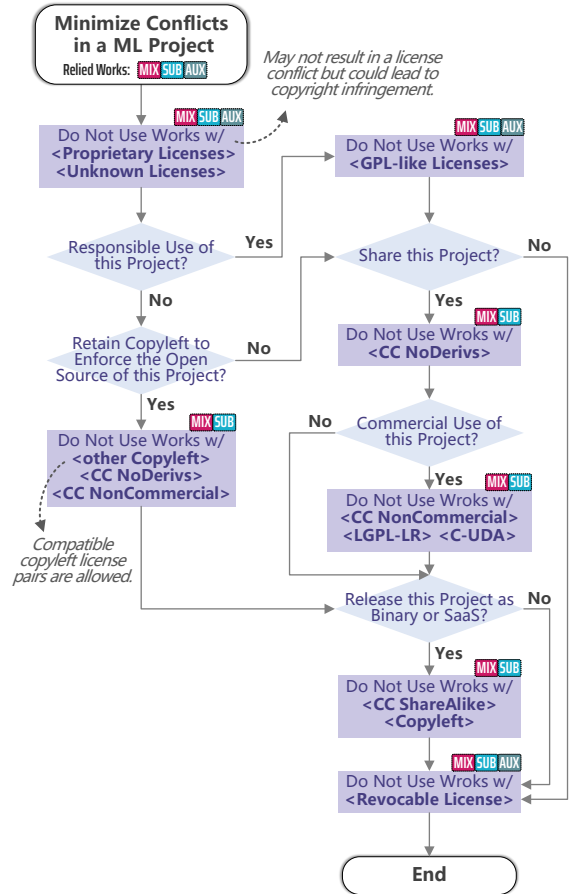 Minimize Conflicts
in a ML Project
Relied Works: MIX SUB AUX
May not result in a license
conflict but could lead to
copyright infringement.
MIX SUB AUX
Do Not Use Works w/
<Proprietary Licenses>
<Unknown Licenses>
MIX SUB AUX
Do Not Use Works w/
<GPL-like Licenses>
Responsible Use of
this Project?
Yes
No
Share this Project?
No
Yes
Retain Copyleft to
Enforce the Open
Source of this Project?
No
Yes
MIX SUB
Do Not Use Wroks w/
<CC NoDerivs>
MIX SUB
Do Not Use Works w/
<other Copyleft>
<CC NoDerivs>
<CC NonCommercial>
Compatible
copyleft license
pairs are allowed.
Commercial Use of
this Project?
No
Yes
MIX SUB
Do Not Use Wroks w/
<CC NonCommercial>
<LGPL-LR> <C-UDA>
Release this Project as
Binary or SaaS?
No
Yes
MIX SUB
Do Not Use Wroks w/
<CC ShareAlike>
<Copyleft>
MIX SUB AUX
Do Not Use Wroks w/
<Revocable License>
End